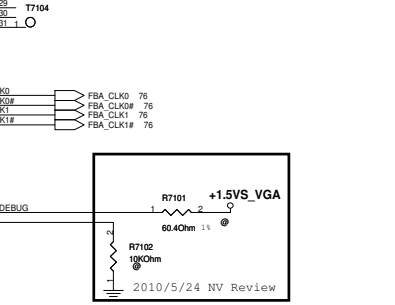 29
30 T7104
31 1
K0 FBA_CLK0 76
K0# FBA_CLK0# 76
K1 FBA_CLK1 76
K1# FBA_CLK1# 76
R7101 +1.5VS_VGA
DEBUG 1 2
60.4Ohm 1% @
2
R7102
10KOhm
@
1
2010/5/24 NV Review